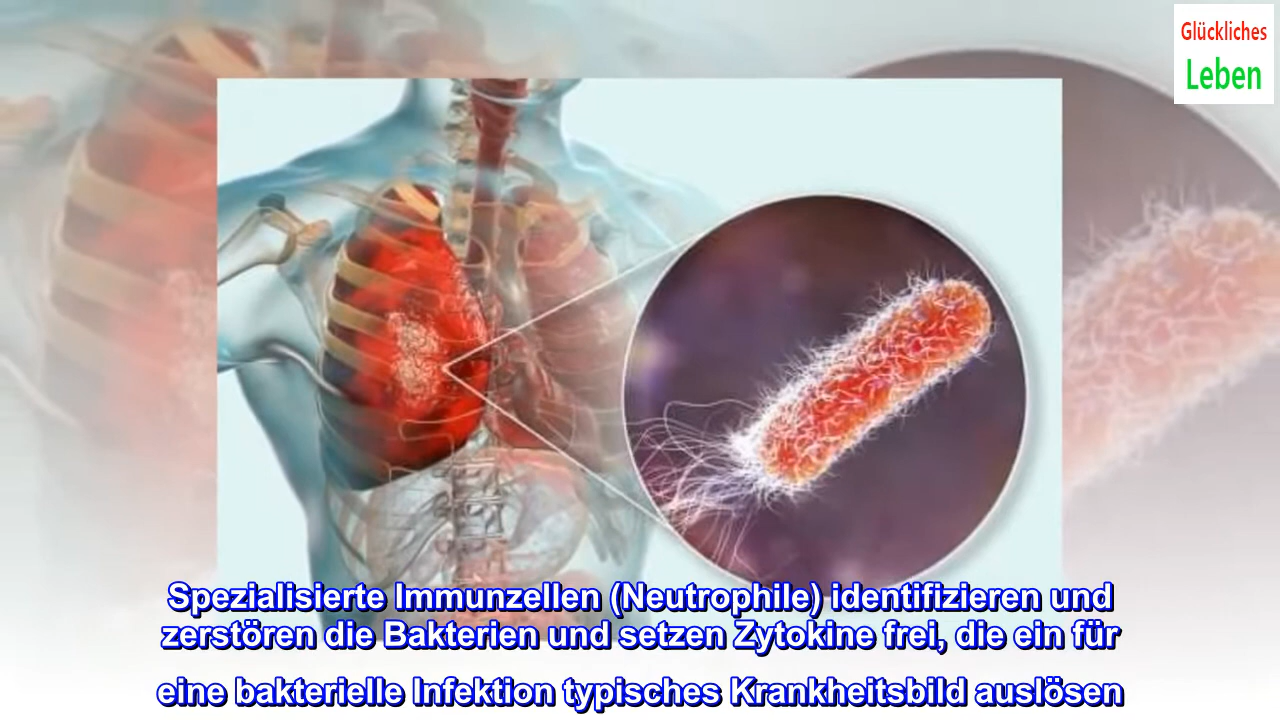 Glückliches
Leben
Spezialisierte Immunzellen (Neutrophile) identifizieren und
zerstören die Bakterien und setzen Zytokine frei, die ein für
eine bakterielle Infektion typisches Krankheitsbild auslösen